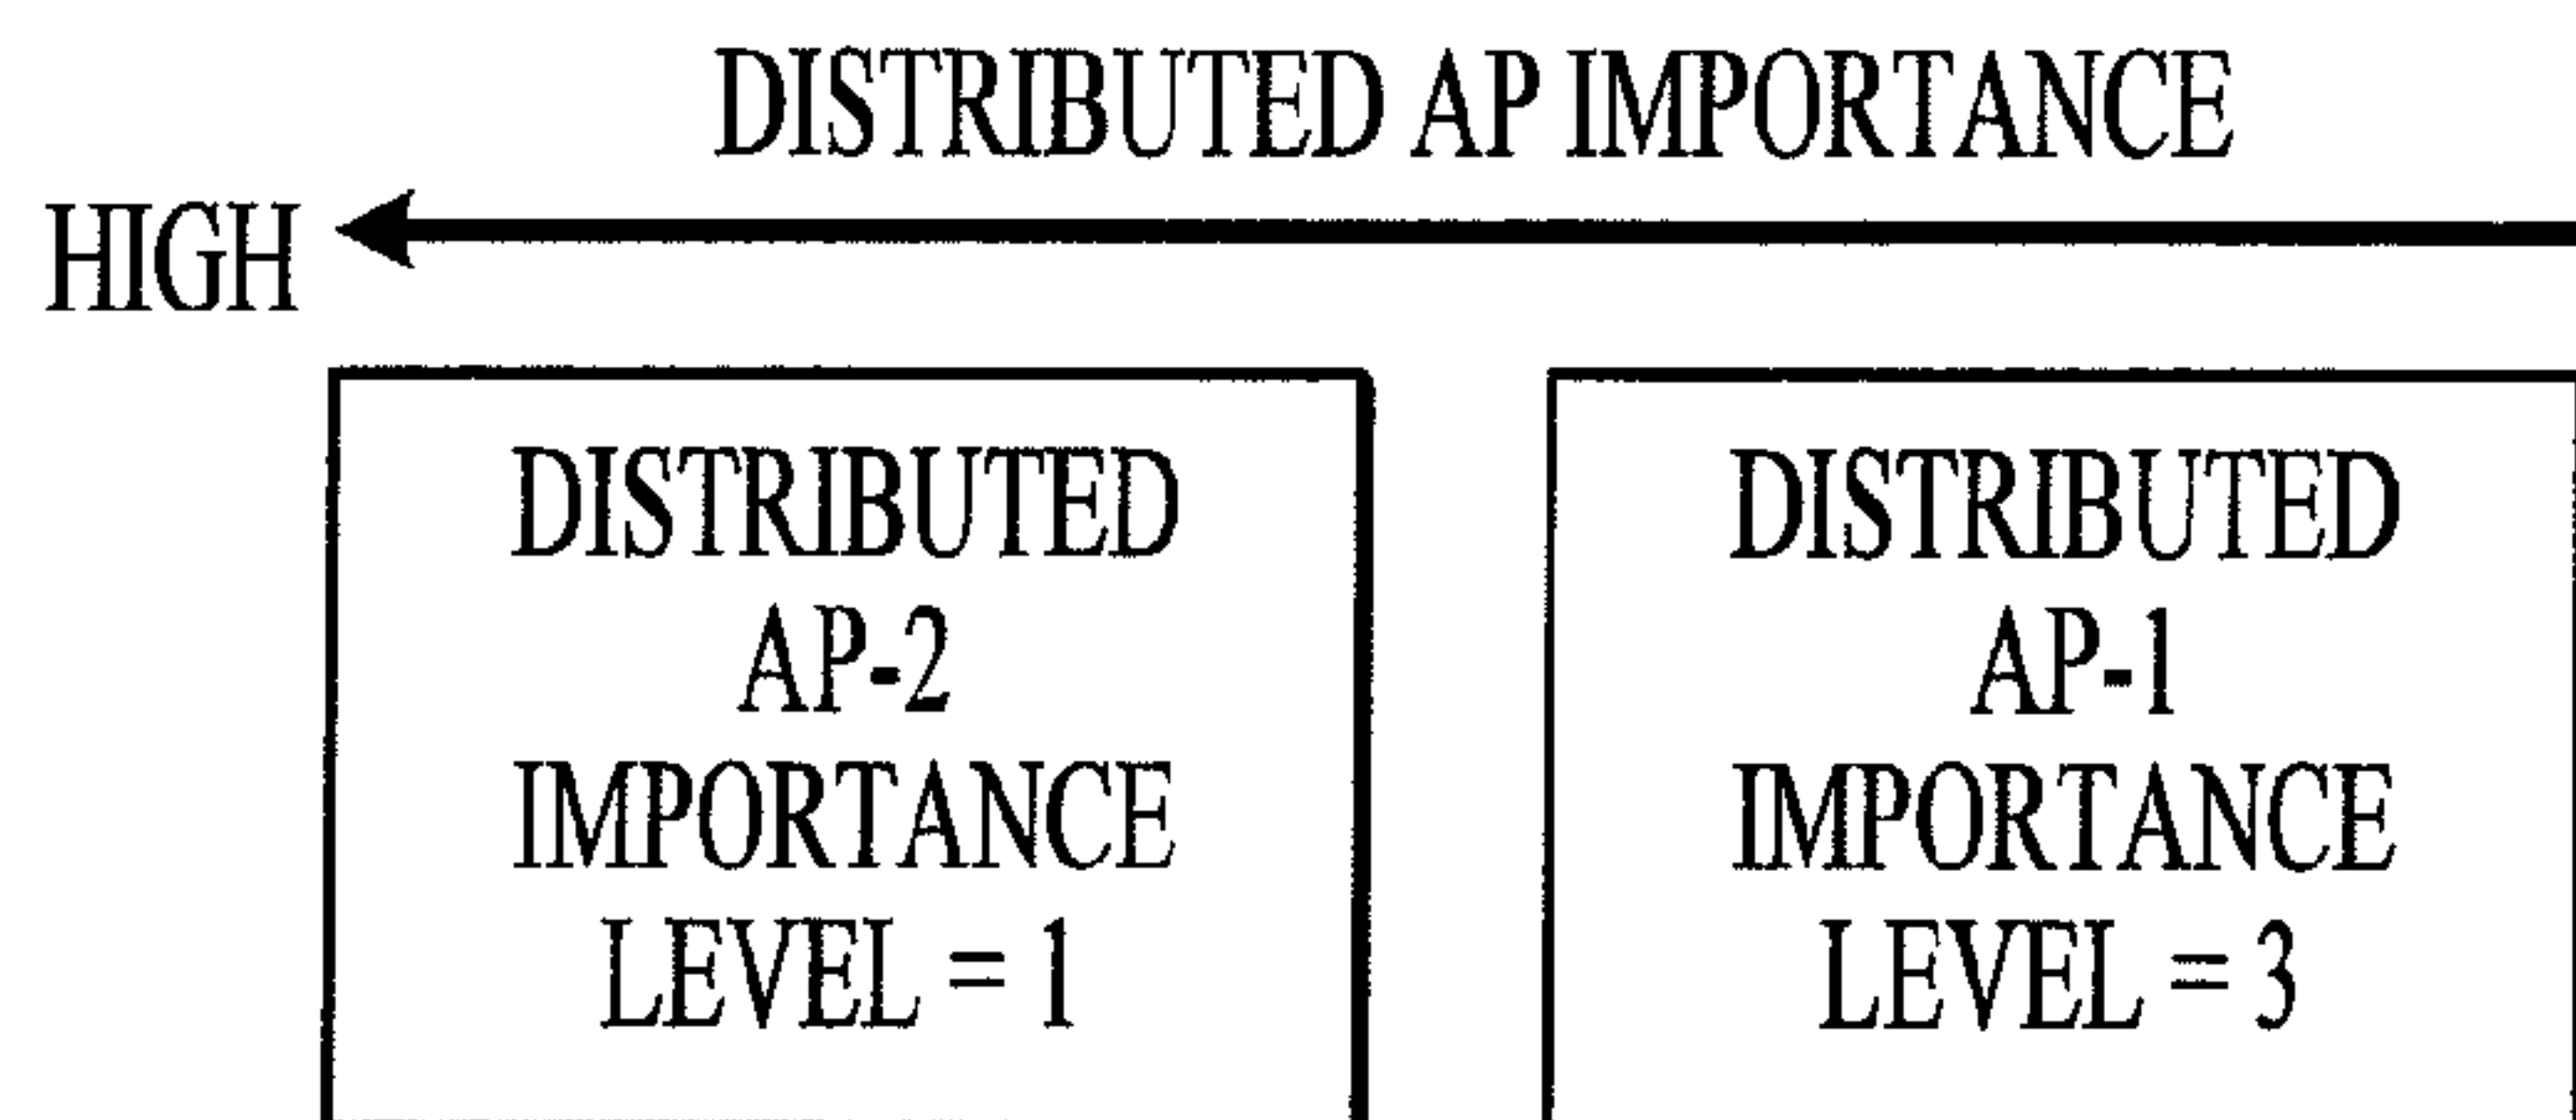 DISTRIBUTED AP IMPORTANCE
HIGH
DISTRIBUTED
AP-2
IMPORTANCE
LEVEL = 1
DISTRIBUTED
AP-1
IMPORTANCE
LEVEL = 3